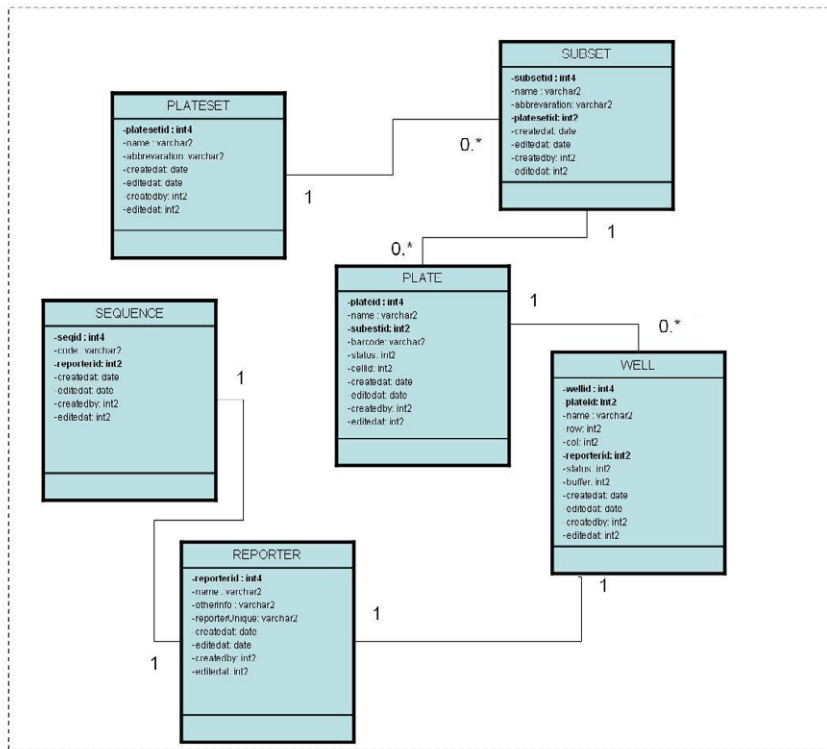 SUBSET
-subsetid : int4
-name : varchar2
-abbrevaration: varchar2
-platesetid: int2
-createdat: date
-editedat: date
-createdby: int2
-editedat: int2
PLATESET
-platesetid : int4
-name : varchar2
-abbrevaration: varchar2
-createdat: date
-editedat: date
-createdby: int2
-editedat: int2
1
0.*
1
0.*
PLATE
-plateid : int4
-name : varchar2
-subestid: int2
-barcode: varchar2
-status: int2
-cellid: int2
-createdat: date
-editedat: date
-createdby: int2
-editedat: int2
1
0.*
SEQUENCE
-seqid : int4
-code : varchar2
-reporterid: int2
-createdat: date
-editedat: date
-createdby: int2
-editedat: int2
1
WELL
-wellid : int4
-plateid: int2
-name : varchar2
-row: int2
-col: int2
-reporterid: int2
-status: int2
-buffer: int2
-createdat: date
-editedat: date
-createdby: int2
-editedat: int2
1
REPORTER
-reporterid : int4
-name : varchar2
-otherinfo : varchar2
-reporterUnique: varchar2
-createdat: date
-editedat: date
-createdby: int2
-editedat: int2
1
1